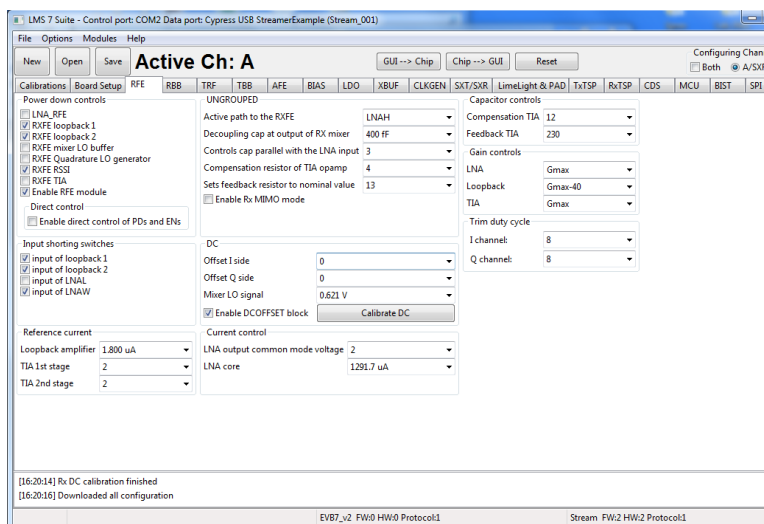 LMS 7 Suite - Control port: COM2 Data port: Cypress USB StreamerExample (Stream_001)
File Options Modules Help
New Open Save Active Ch: A GUI --> Chip Chip --> GUI Reset Configuring Chan
Both A/SXR
Calibrations Board Setup RFE RBB TRF TBB AFE BIAS LDO XBUF CLKGEN SXT/SXR LimeLight & PAD TxTSP RxTSP CDS MCU BIST SPI
Power down controls
LNA_RFE
RXFE loopback 1
RXFE loopback 2
RXFE mixer LO buffer
RXFE Quadrature LO generator
RXFE RSSI
RXFE TIA
Enable RFE module
Direct control
Enable direct control of PDs and ENs
Input shorting switches
input of loopback 1
input of loopback 2
input of LNAL
input of LNAW
Reference current
Loopback amplifier 1.800 uA
TIA 1st stage 2
TIA 2nd stage 2
UNGROUPED
Active path to the RXFE LNAH
Decoupling cap at output of RX mixer 400 fF
Controls cap parallel with the LNA input 3
Compensation resistor of TIA opamp 4
Sets feedback resistor to nominal value 13
Enable Rx MIMO mode
DC
Offset I side 0
Offset Q side 0
Mixer LO signal 0.621 V
Enable DCOFFSET block Calibrate DC
Current control
LNA output common mode voltage 2
LNA core 1291.7 uA
Capacitor controls
Compensation TIA 12
Feedback TIA 230
Gain controls
LNA Gmax
Loopback Gmax-40
TIA Gmax
Trim duty cycle
I channel: 8
Q channel: 8
[16:20:14] Rx DC calibration finished
[16:20:16] Downloaded all configuration
EVB7_v2 FW:0 HW:0 Protocol:1 Stream FW:2 HW:2 Protocol:1